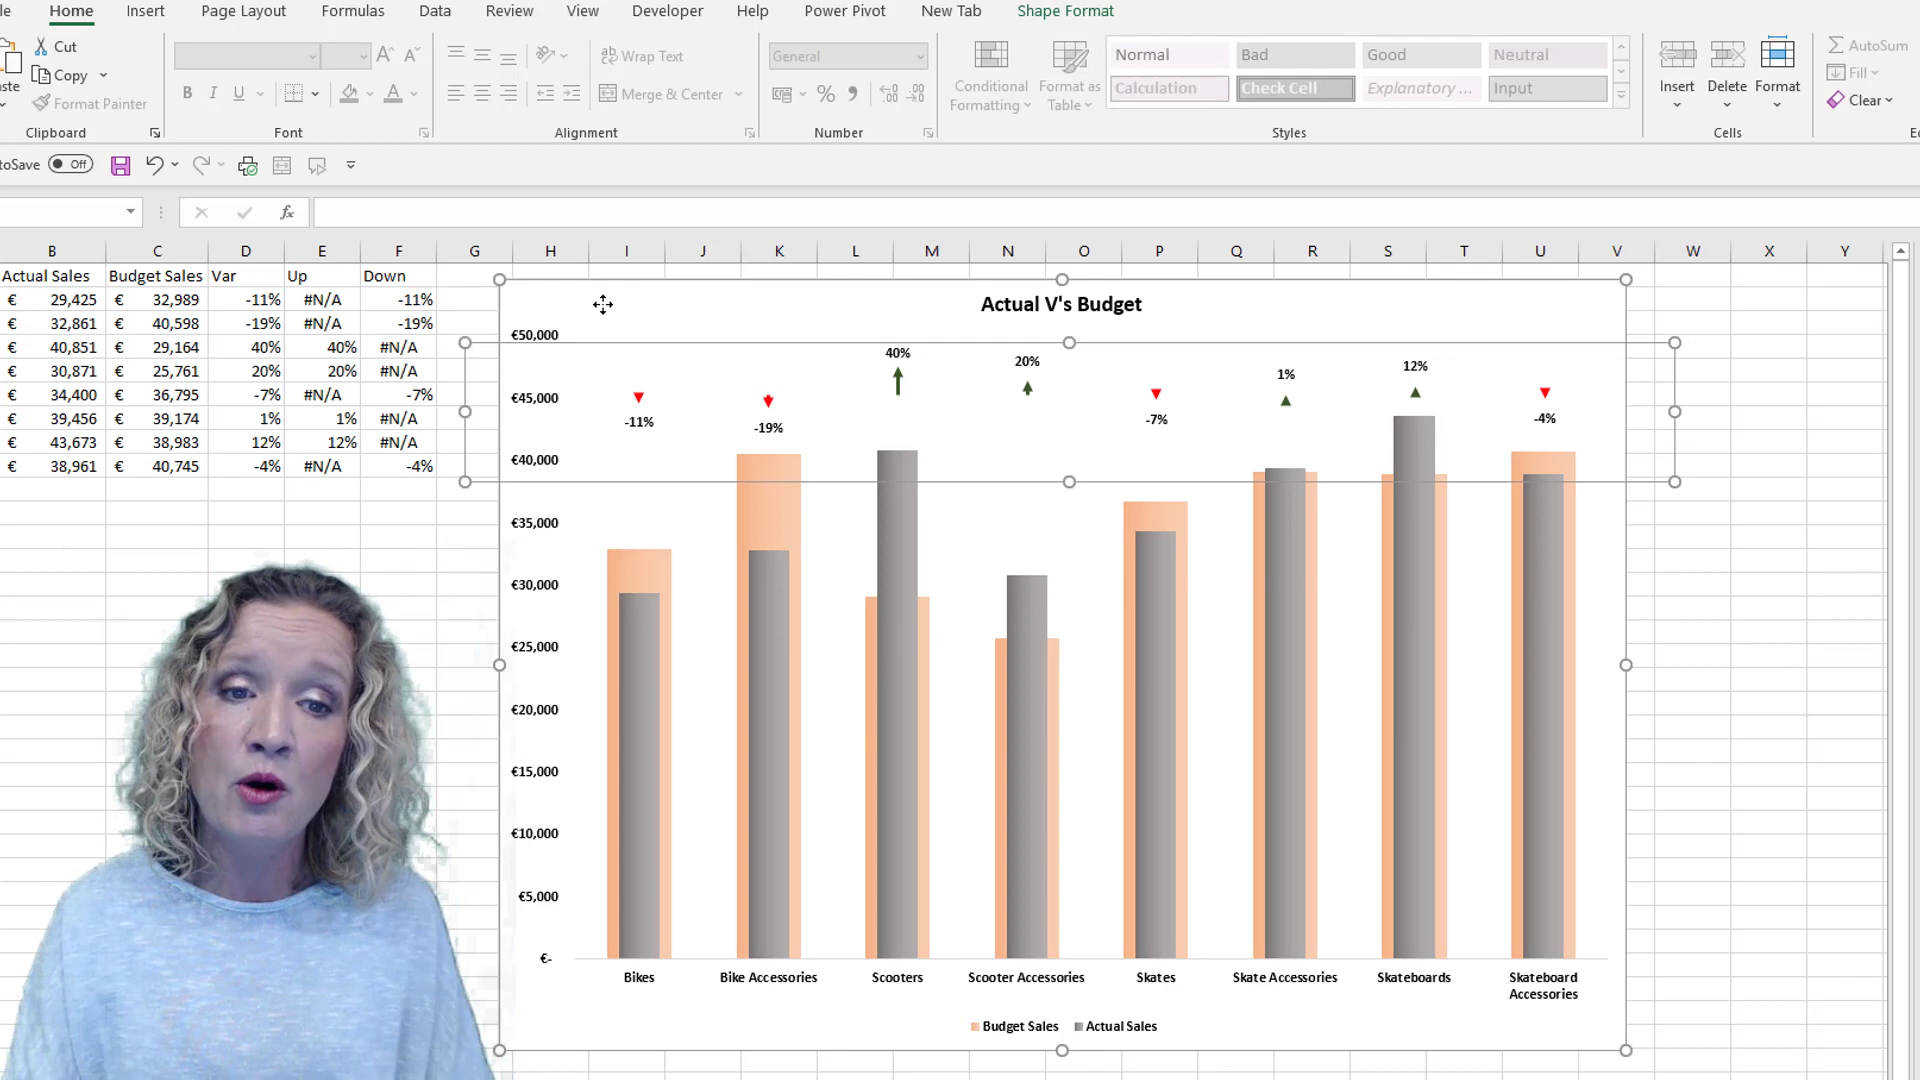 Home Insert Page Layout Formulas Data Review View Developer Help Power Pivot New Tab Shape Format
Cut
Copy
Format Painter
Clipboard
B I U
Font
Wrap Text
Merge & Center
Alignment
General
Number
Conditional Formatting
Format as Table
Normal Bad Good Neutral
Calculation Check Cell Explanatory ... Input
Styles
Insert Delete Format
Cells
AutoSum
Fill
Clear
Off
fx
B C D E F G H I J K L M N O P Q R S T U V W X Y
Actual Sales Budget Sales Var Up Down
€ 29,425 € 32,989 -11% #N/A -11%
€ 32,861 € 40,598 -19% #N/A -19%
€ 40,851 € 29,164 40% 40% #N/A
€ 30,871 € 25,761 20% 20% #N/A
€ 34,400 € 36,795 -7% #N/A -7%
€ 39,456 € 39,174 1% 1% #N/A
€ 43,673 € 38,983 12% 12% #N/A
€ 38,961 € 40,745 -4% #N/A -4%
Actual V's Budget
€50,000
€45,000
€40,000
€35,000
€30,000
€25,000
€20,000
€15,000
€10,000
€5,000
€-
-11% -19% 40% 20% -7% 1% 12% -4%
Bikes Bike Accessories Scooters Scooter Accessories Skates Skate Accessories Skateboards Skateboard
Accessories
Budget Sales Actual Sales